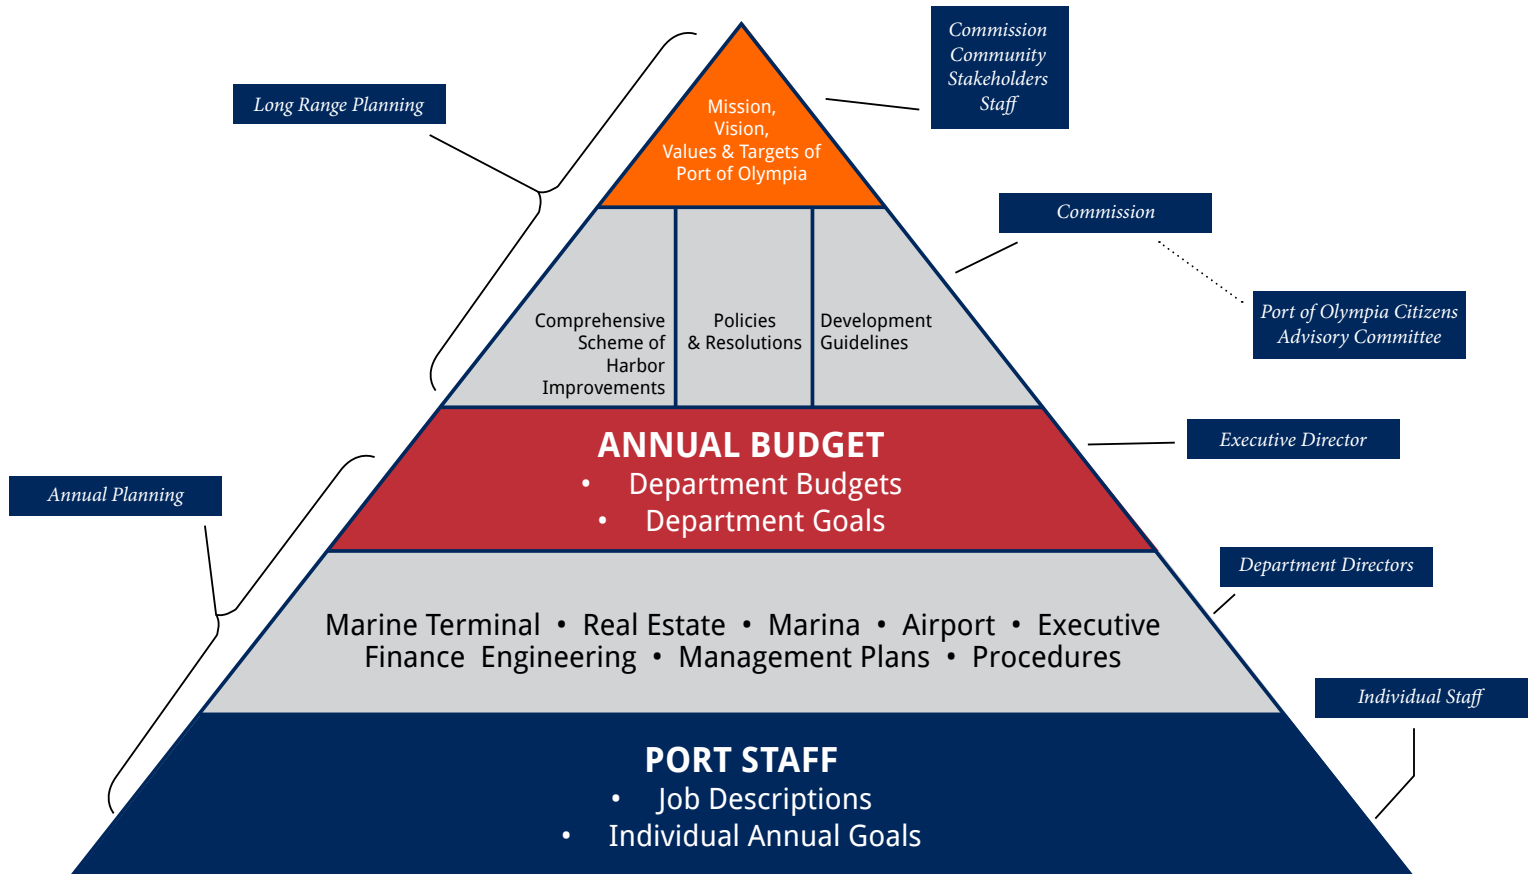 Commission
Community
Stakeholders
Staff
Long Range Planning
Mission,
Vision,
Values & Targets of
Port of Olympia
Commission
Port of Olympia Citizens
Advisory Committee
Comprehensive
Scheme of
Harbor
Improvements
Policies
& Resolutions
Development
Guidelines
ANNUAL BUDGET
• Department Budgets
• Department Goals
Executive Director
Annual Planning
Department Directors
Marine Terminal • Real Estate • Marina • Airport • Executive
Finance Engineering • Management Plans • Procedures
Individual Staff
PORT STAFF
• Job Descriptions
• Individual Annual Goals